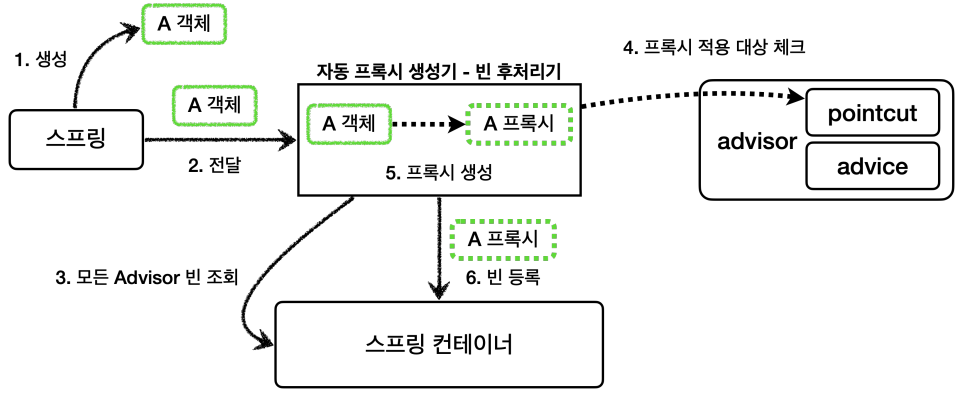 A 객체
1. 생성
4. 프록시 적용 대상 체크
자동 프록시 생성기 - 빈 후처리기
A 객체
스프링
2. 전달
A 객체
A 프록시
5. 프록시 생성
advisor
pointcut
advice
A 프록시
3. 모든 Advisor 빈 조회
6. 빈 등록
스프링 컨테이너